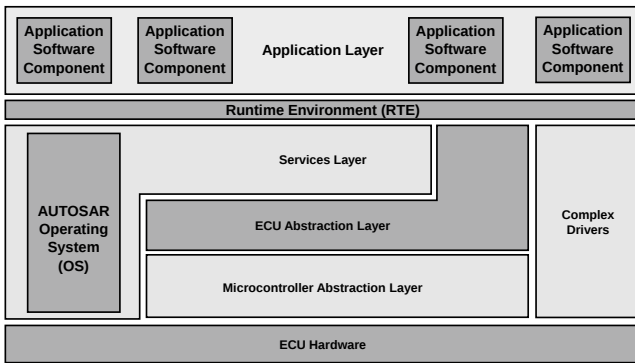 Application
Software
Component
Application
Software
Component
Application Layer
Application
Software
Component
Application
Software
Component
Runtime Environment (RTE)
Services Layer
AUTOSAR
Operating
System
(OS)
ECU Abstraction Layer
Complex
Drivers
Microcontroller Abstraction Layer
ECU Hardware